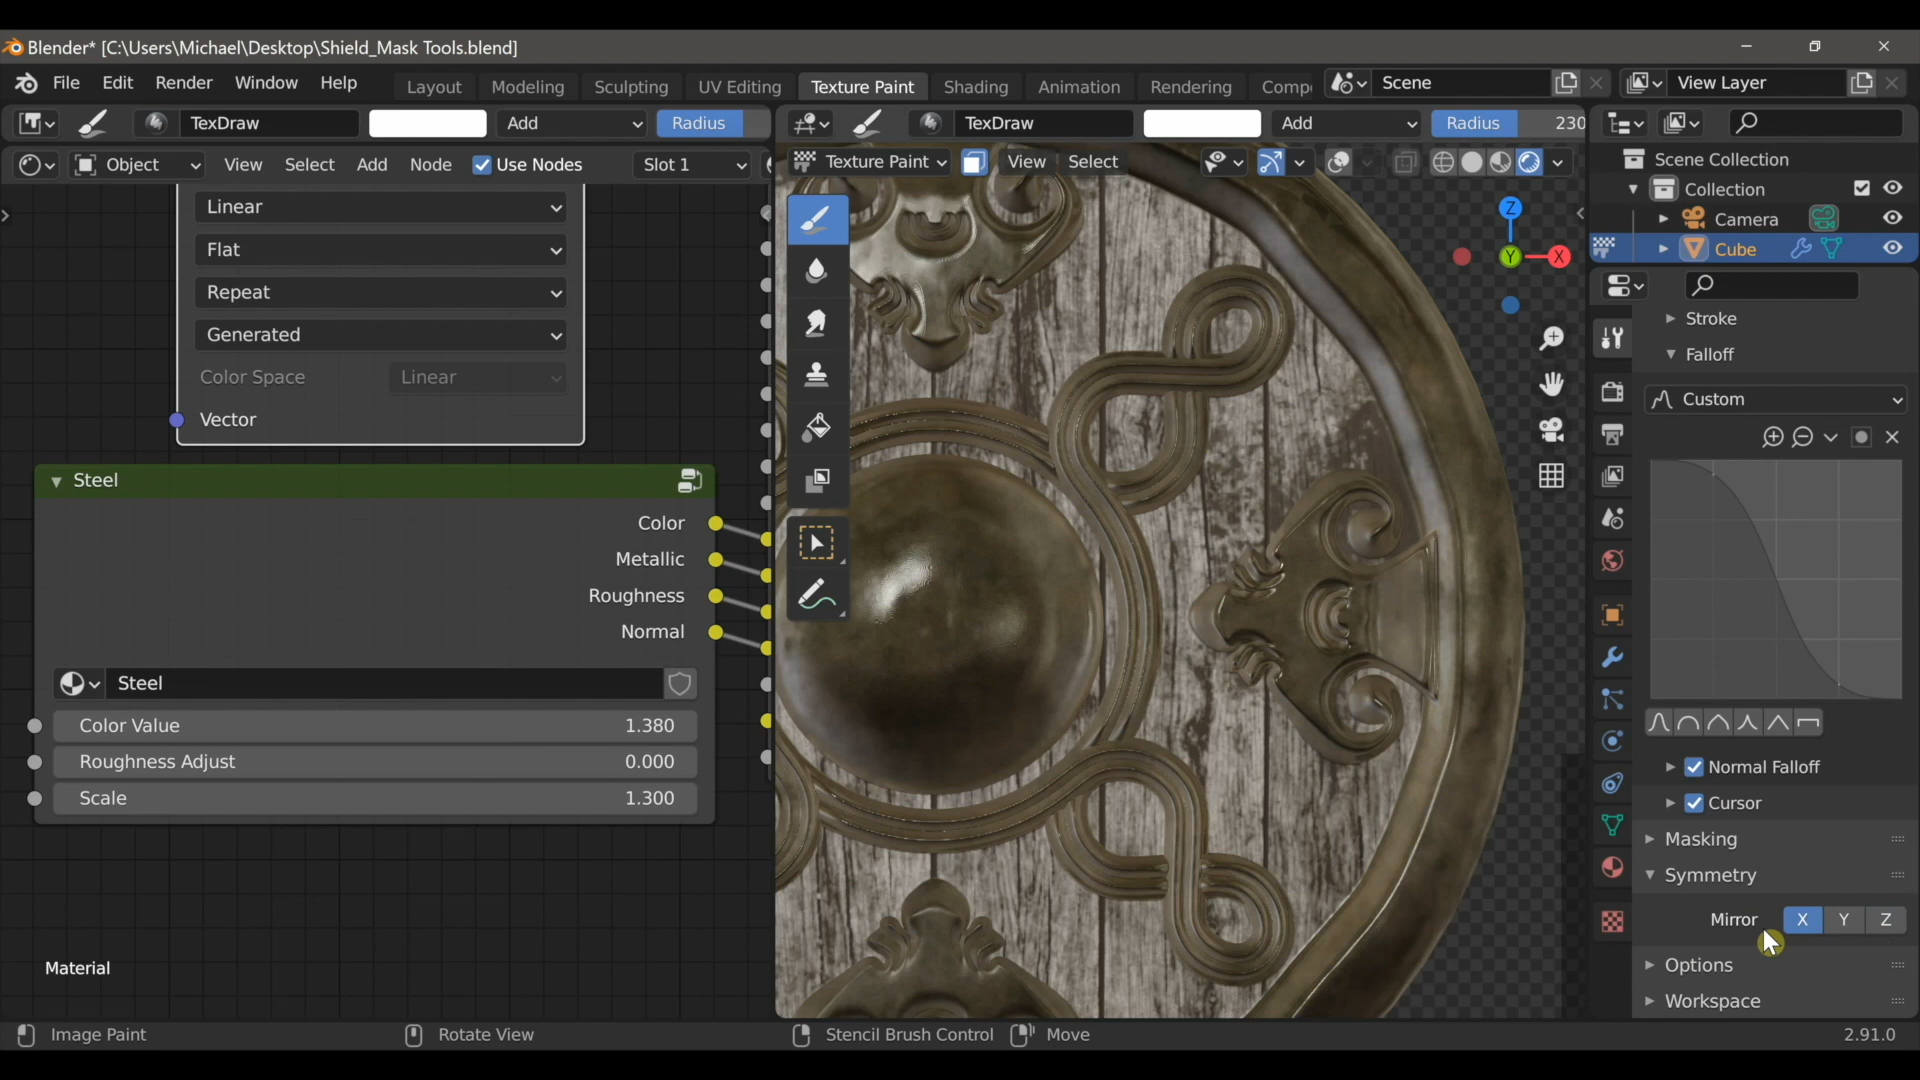 Blender* [C:\Users\Michael\Desktop\Shield_Mask Tools.blend]
File Edit Render Window Help Layout Modeling Sculpting UV Editing Texture Paint Shading Animation Rendering Comp Scene View Layer
TexDraw Add Radius TexDraw Add Radius 230
Object View Select Add Node Use Nodes Slot 1 Texture Paint View Select
Linear
Flat
Repeat
Generated
Color Space Linear
Vector
Steel
Color
Metallic
Roughness
Normal
Steel
Color Value 1.380
Roughness Adjust 0.000
Scale 1.300
Material
Z
Y
X
Scene Collection
Collection
Camera
Cube
Stroke
Falloff
Custom
Normal Falloff
Cursor
Masking
Symmetry
Mirror X Y Z
Options
Workspace
Image Paint Rotate View Stencil Brush Control Move 2.91.0